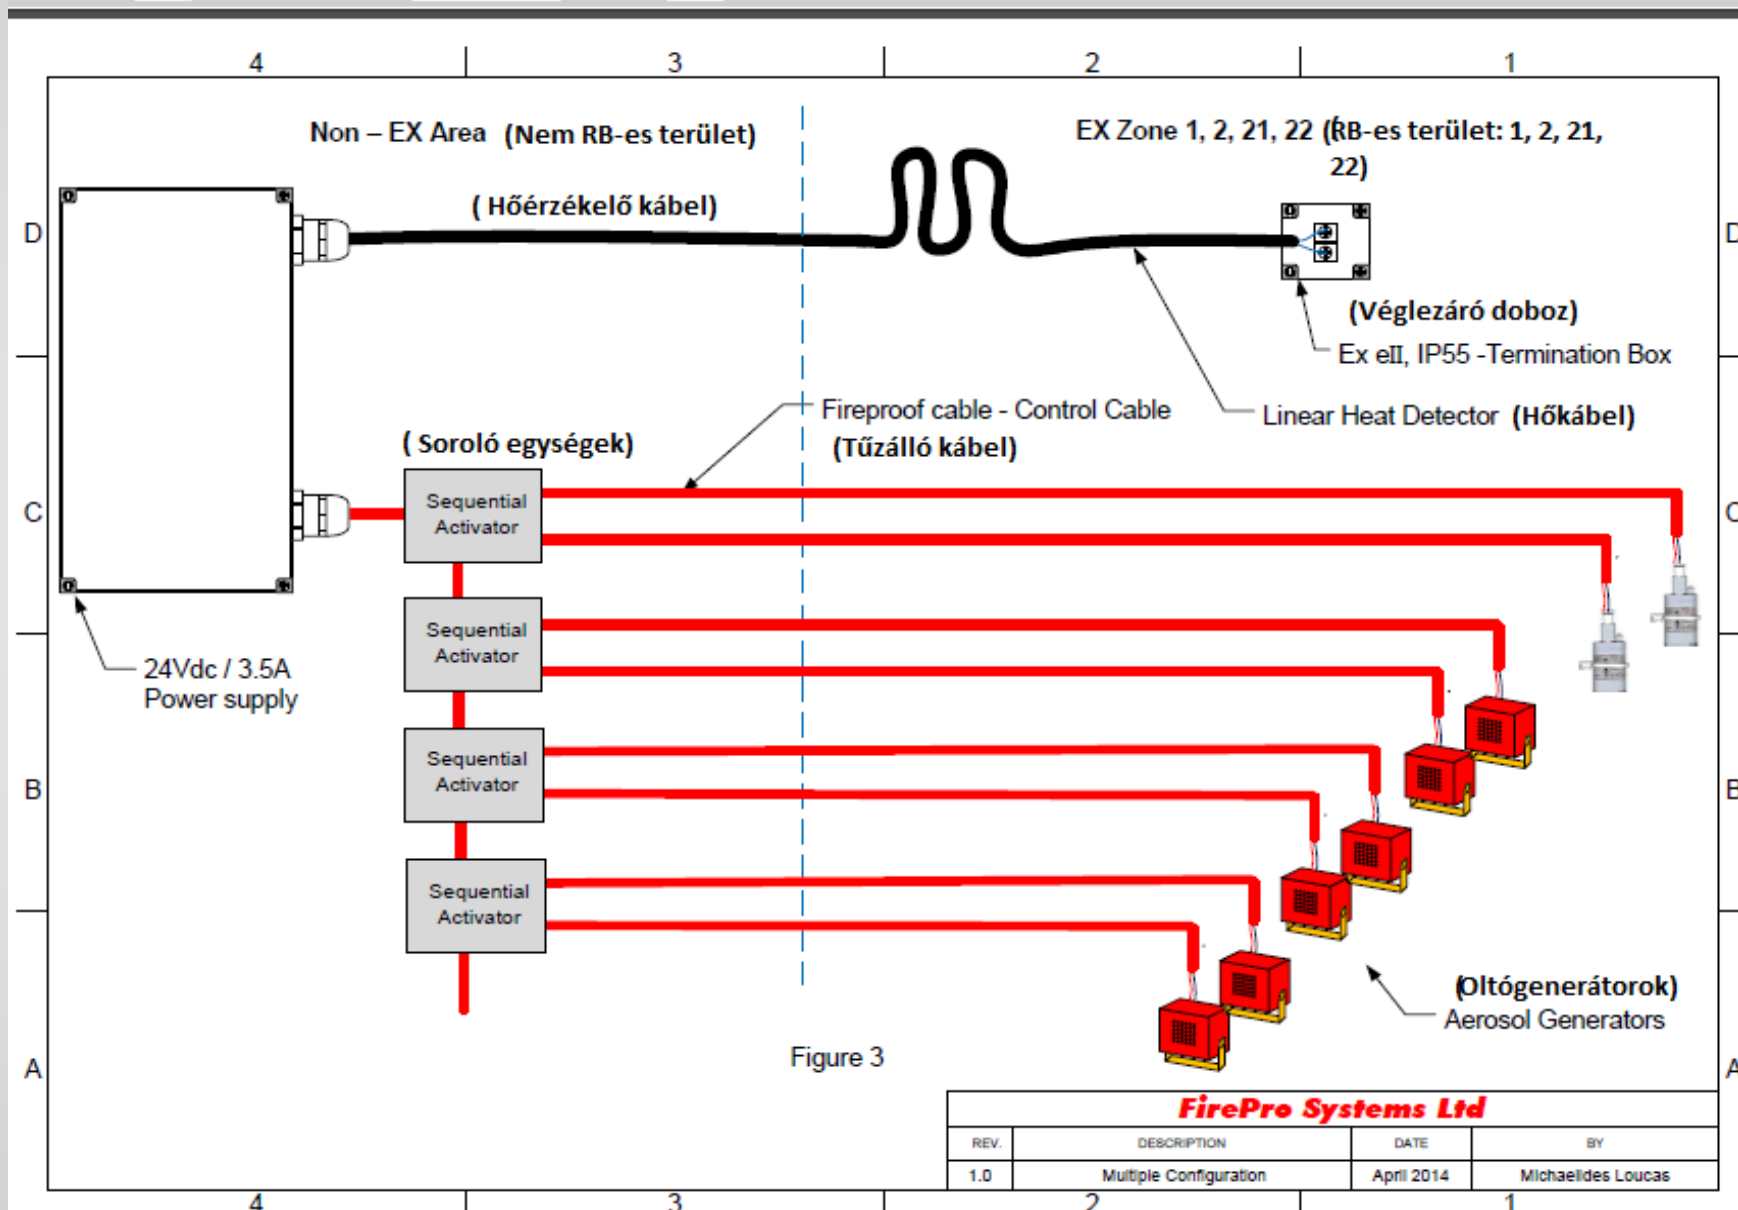 4 3 2 1
Non – EX Area (Nem RB-es terület)
EX Zone 1, 2, 21, 22 (RB-es terület: 1, 2, 21,
22)
( Hőérzékelő kábel)
D D
(Véglezáró doboz)
Ex eII, IP55 -Termination Box
Fireproof cable - Control Cable
(Tűzálló kábel)
Linear Heat Detector (Hőkábel)
( Soroló egységek)
C C
Sequential
Activator
Sequential
Activator
24Vdc / 3.5A
Power supply
Sequential
Activator
B B
Sequential
Activator
(Oltógenerátorok)
Aerosol Generators
Figure 3
A A
FirePro Systems Ltd
REV. DESCRIPTION DATE BY
1.0 Multiple Configuration April 2014 Michaelides Loucas
4 3 2 1